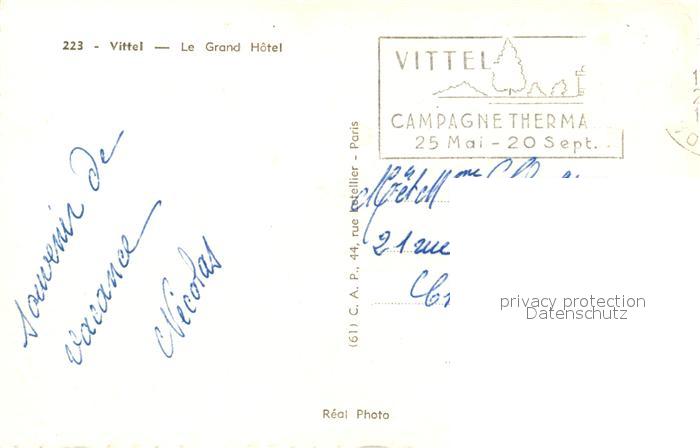 223 - Vittel — Le Grand Hôtel
VITTEL
CAMPAGNE THERMA
25 Mai - 20 Sept.
souvenir de
vacance
Nicolas
(61) C. A. P., 44, rue Letellier - Paris
21 rue
privacy protection
Datenschutz
Réal Photo